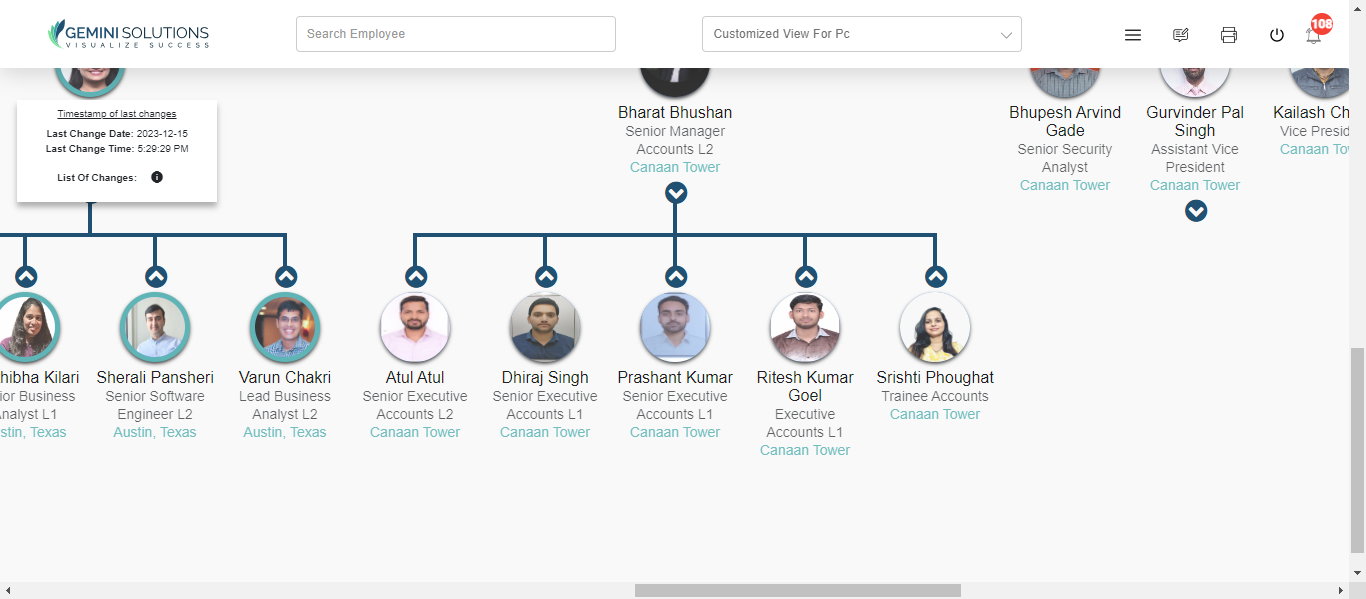 GEMINI SOLUTIONS
VISUALIZE SUCCESS
Search Employee
Customized View For Pc
108
Timestamp of last changes
Last Change Date: 2023-12-15
Last Change Time: 5:29:29 PM
List Of Changes:
Bharat Bhushan
Senior Manager
Accounts L2
Canaan Tower
Bhupesh Arvind
Gade
Senior Security
Analyst
Canaan Tower
Gurvinder Pal
Singh
Assistant Vice
President
Canaan Tower
Kailash Ch
Vice Presid
Canaan Tow
hibha Kilari
ior Business
Analyst L1
stin, Texas
Sherali Pansheri
Senior Software
Engineer L2
Austin, Texas
Varun Chakri
Lead Business
Analyst L2
Austin, Texas
Atul Atul
Senior Executive
Accounts L2
Canaan Tower
Dhiraj Singh
Senior Executive
Accounts L1
Canaan Tower
Prashant Kumar
Senior Executive
Accounts L1
Canaan Tower
Ritesh Kumar
Goel
Executive
Accounts L1
Canaan Tower
Srishti Phoughat
Trainee Accounts
Canaan Tower